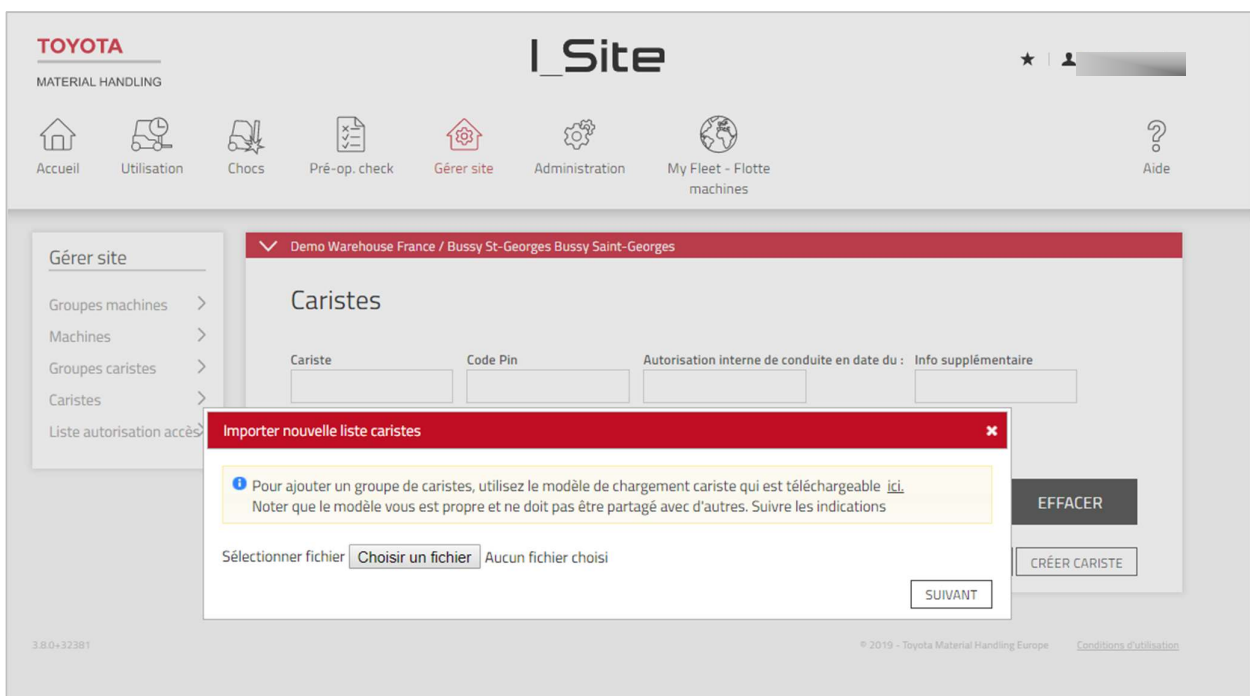 TOYOTA
MATERIAL HANDLING
I_Site
Accueil
Utilisation
Chocs
Pré-op. check
Gérer site
Administration
My Fleet - Flotte
machines
Aide
Gérer site
Groupes machines
Machines
Groupes caristes
Caristes
Liste autorisation accès
Demo Warehouse France / Bussy St-Georges Bussy Saint-Georges
Caristes
Cariste
Code Pin
Autorisation interne de conduite en date du :
Info supplémentaire
Importer nouvelle liste caristes
Pour ajouter un groupe de caristes, utilisez le modèle de chargement cariste qui est téléchargeable ici.
Noter que le modèle vous est propre et ne doit pas être partagé avec d'autres. Suivre les indications
Sélectionner fichier Choisir un fichier Aucun fichier choisi
SUIVANT
EFFACER
CRÉER CARISTE
3.8.0+32381
© 2019 - Toyota Material Handling Europe
Conditions d'utilisation